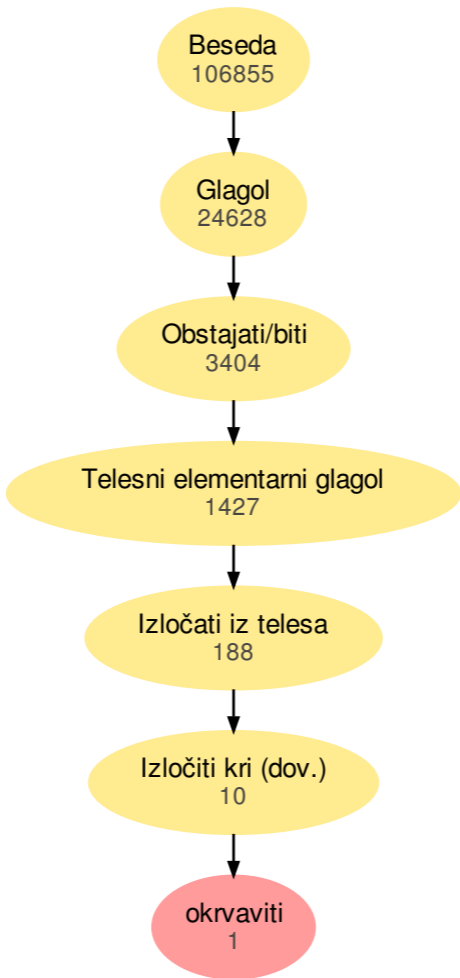 Beseda
106855
Glagol
24628
Obstajati/biti
3404
Telesni elementarni glagol
1427
Izločati iz telesa
188
Izločiti kri (dov.)
10
okrvaviti
1